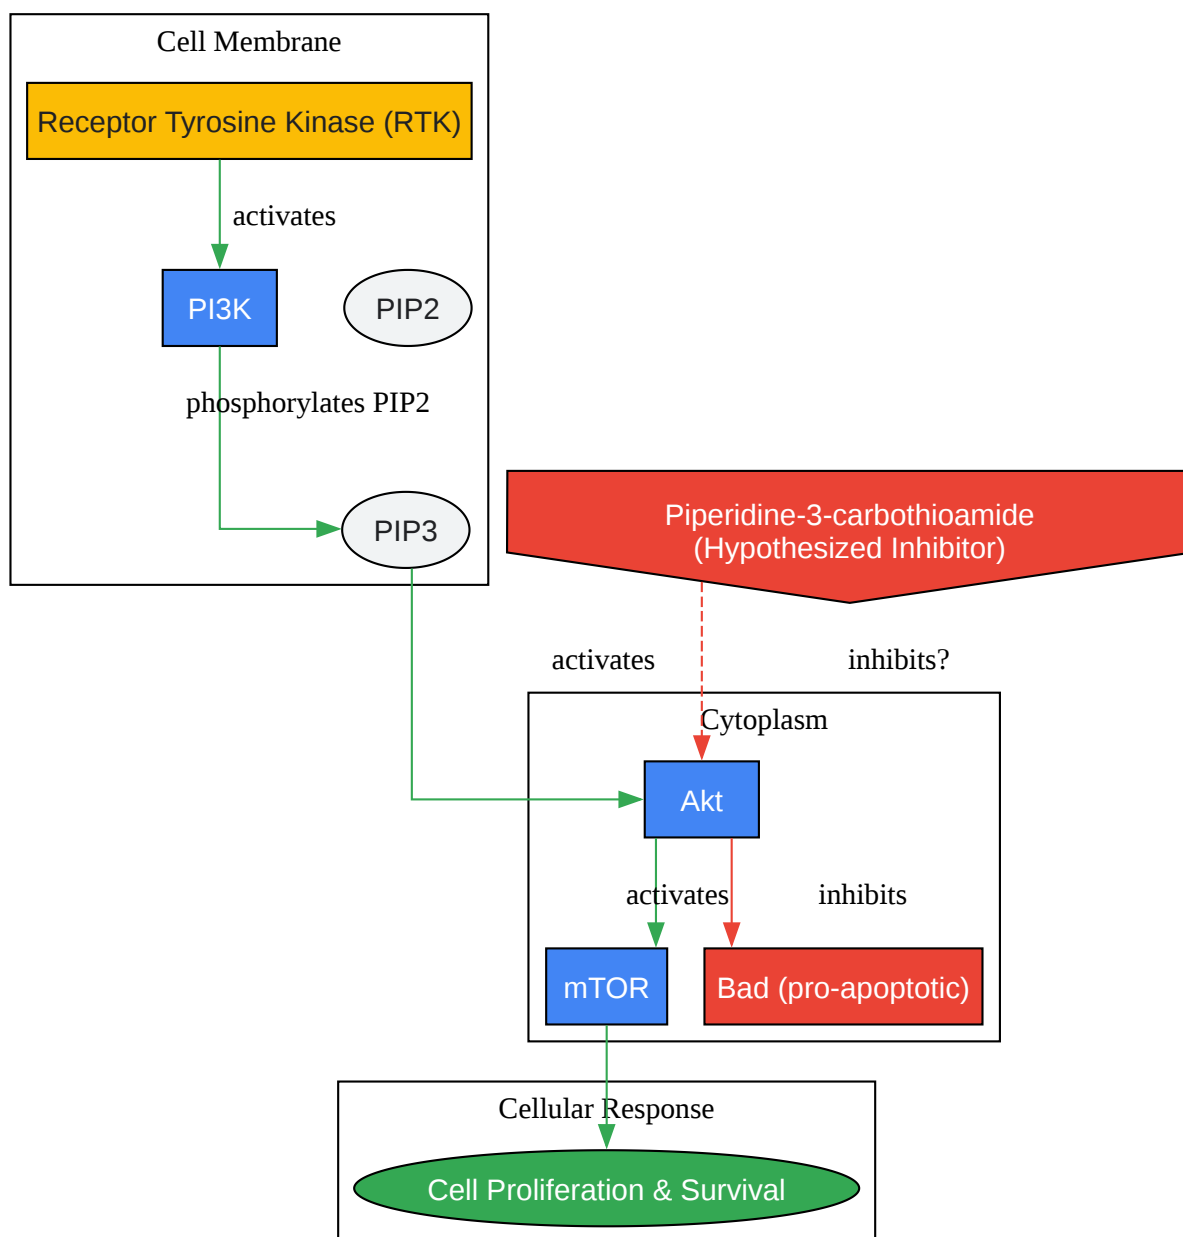 Cell Membrane
Receptor Tyrosine Kinase (RTK)
activates
PI3K
PIP2
phosphorylates PIP2
PIP3
Piperidine-3-carbothioamide
(Hypothesized Inhibitor)
activates
inhibits?
Cytoplasm
Akt
activates
inhibits
mTOR
Bad (pro-apoptotic)
Cellular Response
Cell Proliferation & Survival